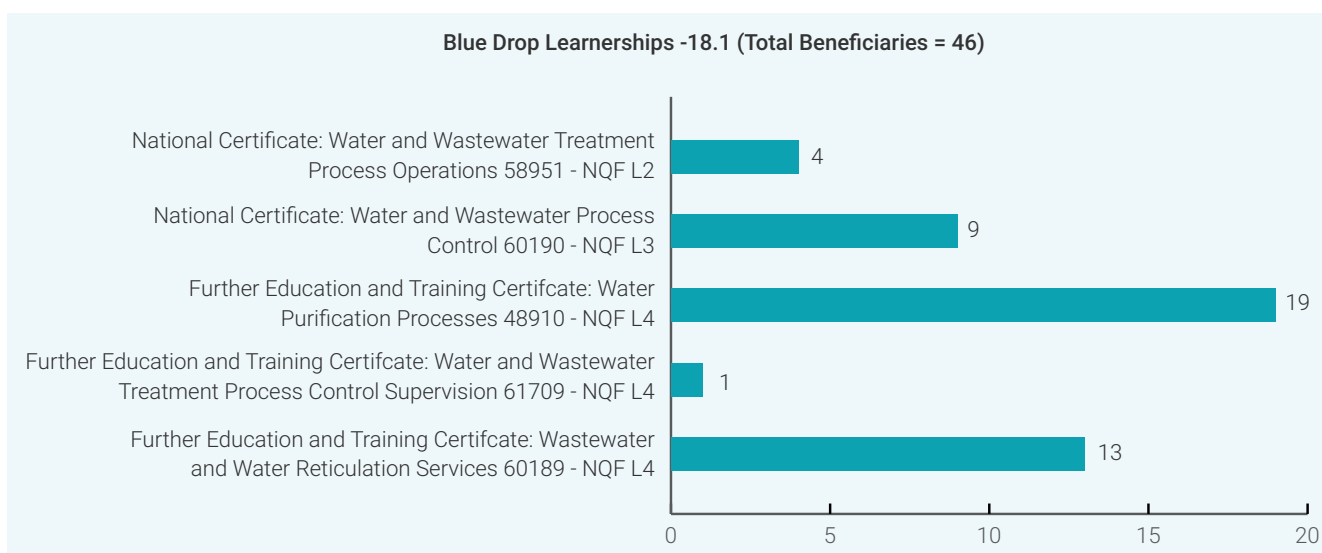 Blue Drop Learnerships -18.1 (Total Beneficiaries = 46)
National Certificate: Water and Wastewater Treatment
Process Operations 58951 - NQF L2
4
National Certificate: Water and Wastewater Process
Control 60190 - NQF L3
9
Further Education and Training Certifcate: Water
Purification Processes 48910 - NQF L4
19
Further Education and Training Certifcate: Water and Wastewater
Treatment Process Control Supervision 61709 - NQF L4
1
Further Education and Training Certifcate: Wastewater
and Water Reticulation Services 60189 - NQF L4
13
0 5 10 15 20